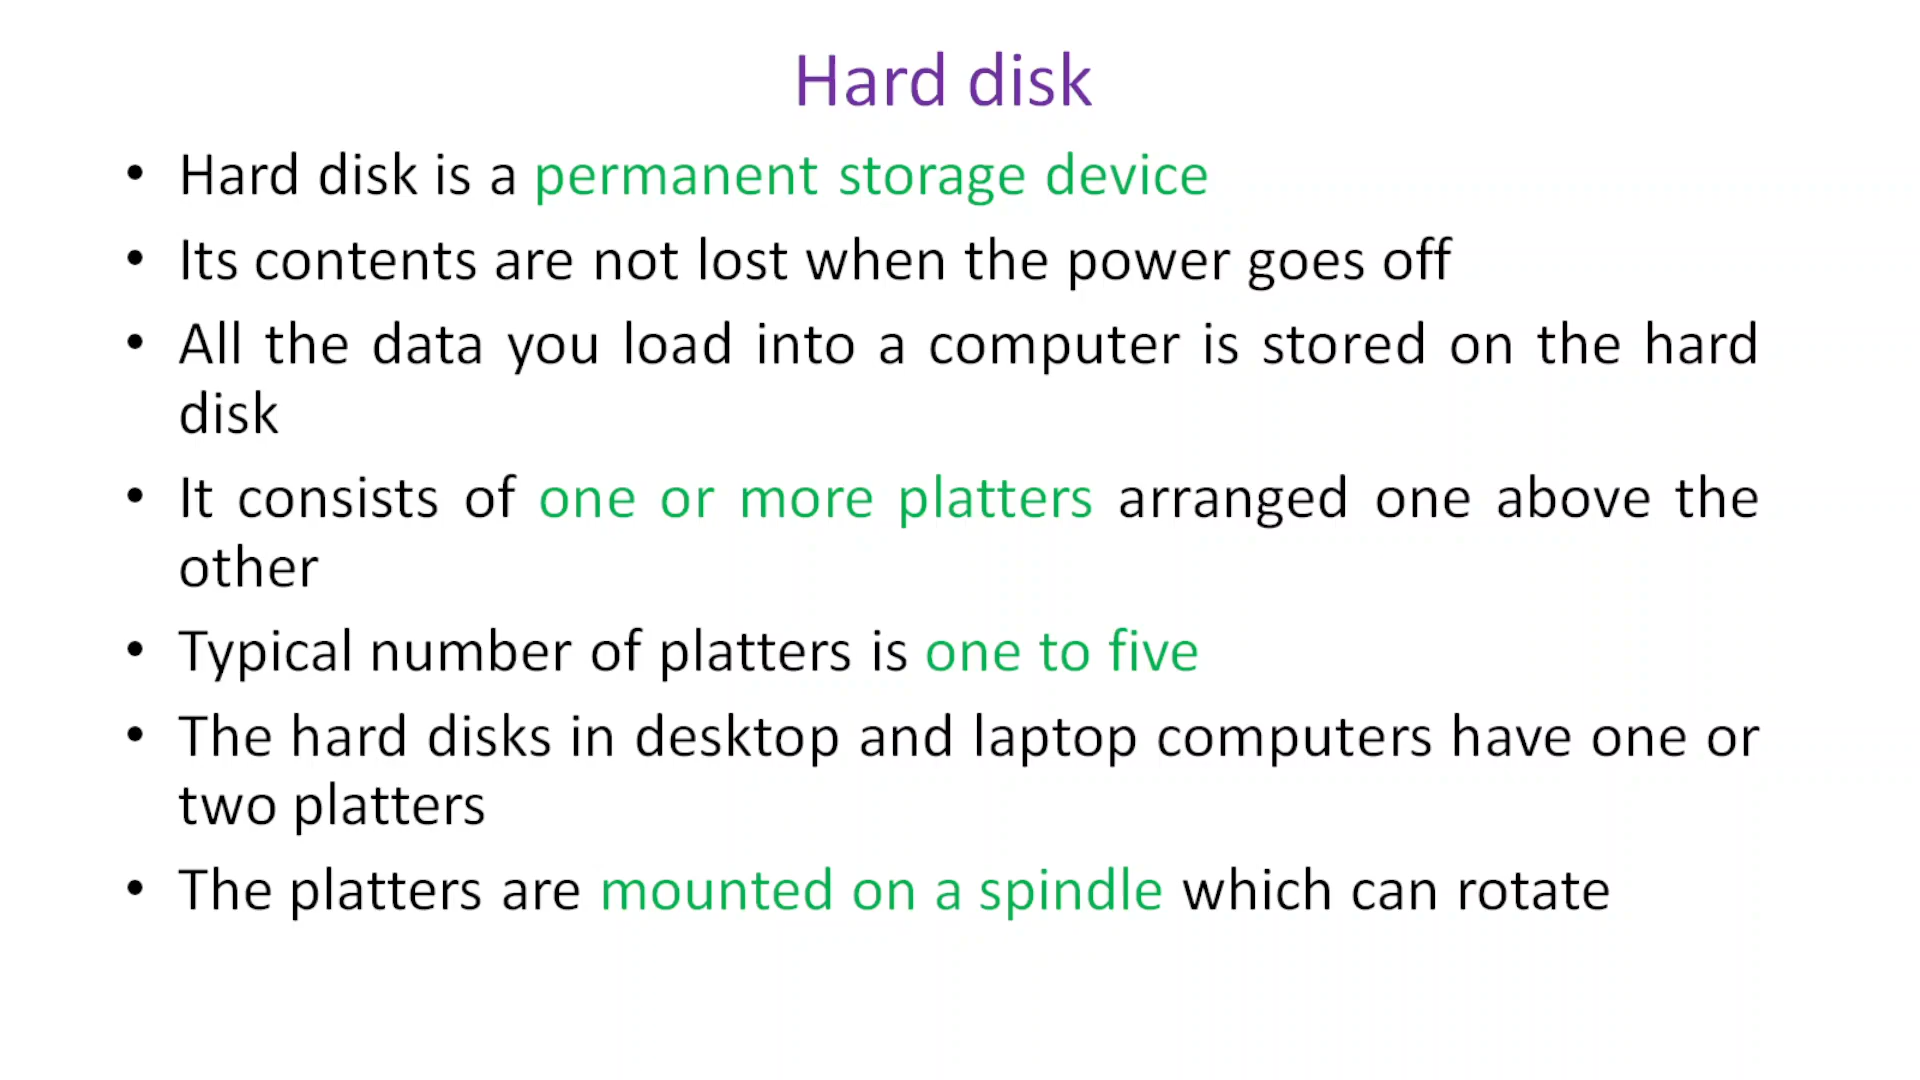 Hard disk
• Hard disk is a permanent storage device
• Its contents are not lost when the power goes off
• All the data you load into a computer is stored on the hard
disk
• It consists of one or more platters arranged one above the
other
• Typical number of platters is one to five
• The hard disks in desktop and laptop computers have one or
two platters
• The platters are mounted on a spindle which can rotate